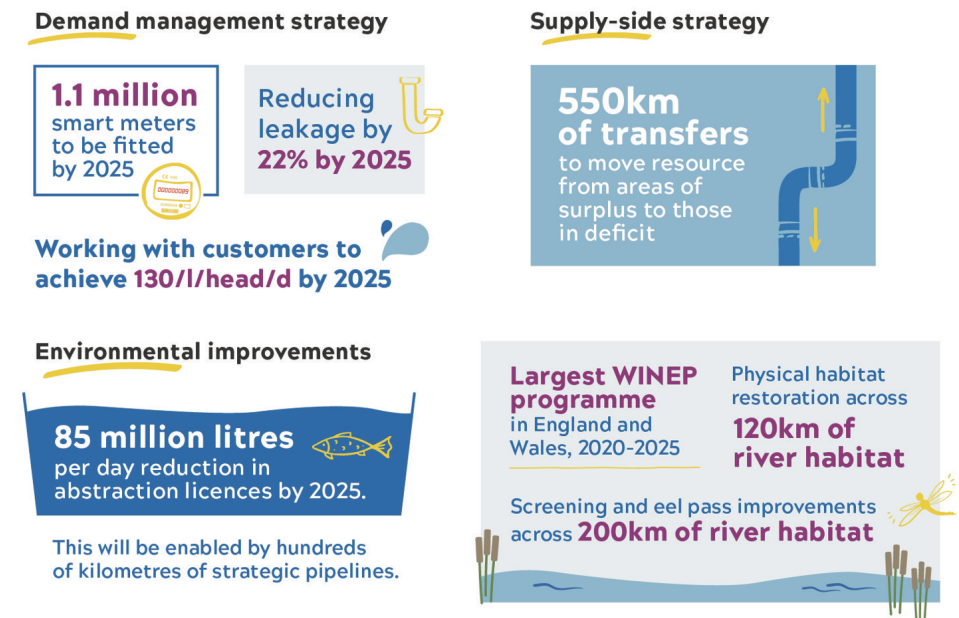 Demand management strategy
1.1 million
smart meters
to be fitted
by 2025
Reducing
leakage by
22% by 2025
Working with customers to
achieve 130/l/head/d by 2025
Supply-side strategy
550km
of transfers
to move resource
from areas of
surplus to those
in deficit
Environmental improvements
85 million litres
per day reduction in
abstraction licences by 2025.
This will be enabled by hundreds
of kilometres of strategic pipelines.
Largest WINEP
programme
in England and
Wales, 2020-2025
Physical habitat
restoration across
120km of
river habitat
Screening and eel pass improvements
across 200km of river habitat